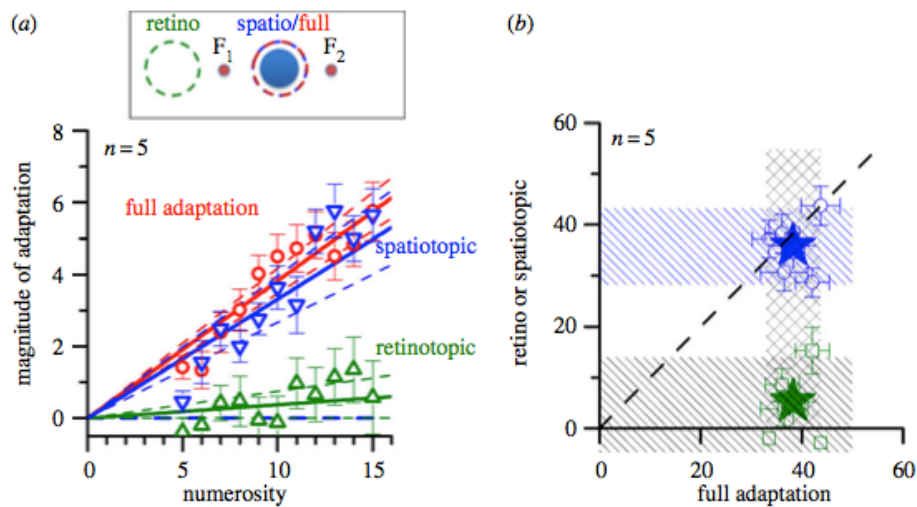 (a)
retino
spatio/full
F1
F2
(b)
8
6
4
2
0
magnitude of adaptation
n = 5
full adaptation
spatiotopic
retinotopic
0
5
10
15
numerosity
60
40
20
0
retino or spatiotopic
n = 5
0
20
40
60
full adaptation